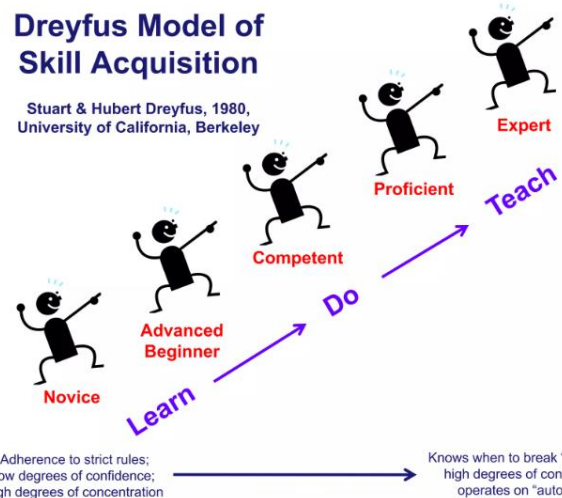 Dreyfus Model of
Skill Acquisition
Stuart & Hubert Dreyfus, 1980,
University of California, Berkeley
Expert
Proficient
Teach
Competent
Do
Advanced
Beginner
Novice
Learn
Adherence to strict rules;
degrees of confidence;
degrees of concentration
Knows when to break
high degrees of
operates on